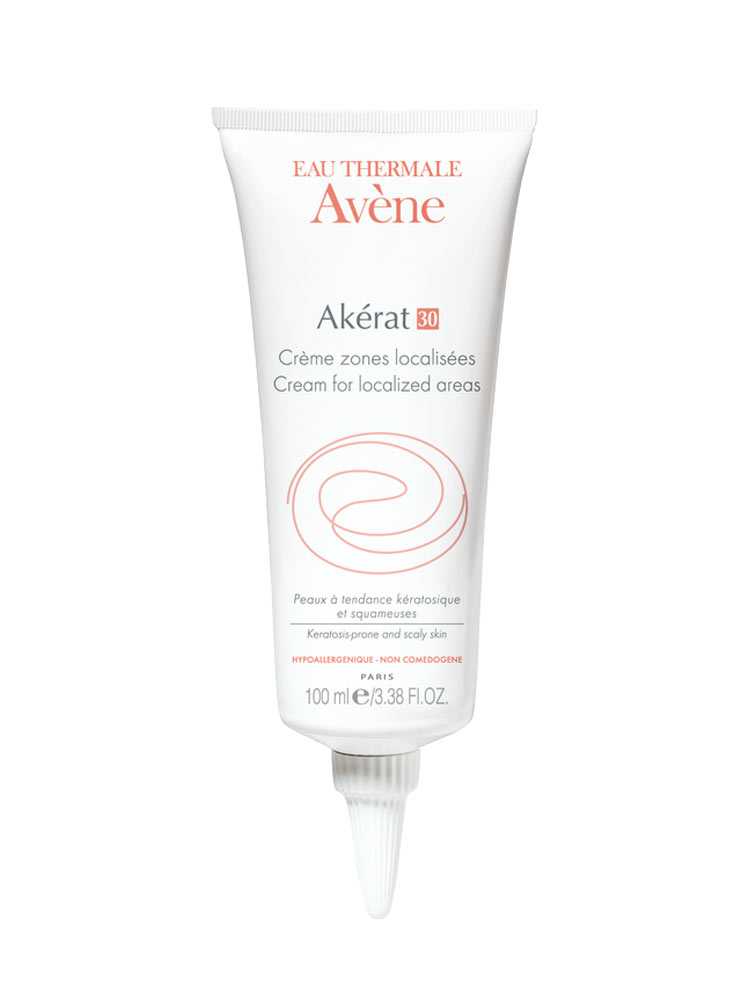 EAU THERMALE
Avène
Akérat 30
Crème zones localisées
Cream for localized areas
Peaux à tendance kératosique
et squameuses
Keratosis-prone and scaly skin
HYPOALLERGENIQUE - NON COMEDOGENE
PARIS
100 ml e/3.38 Fl.OZ.